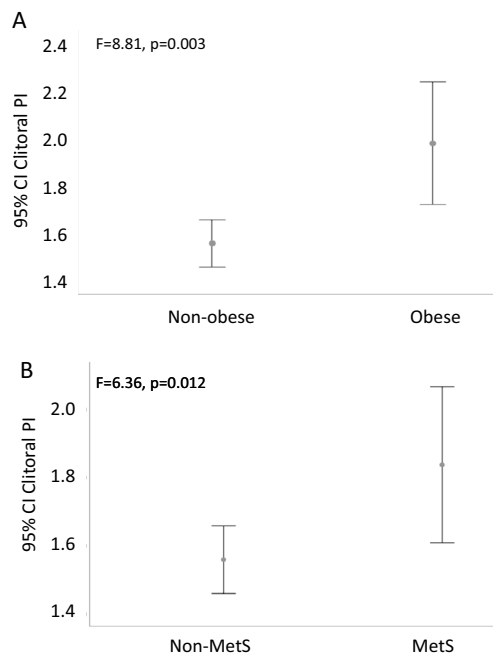 A
F=8.81, p=0.003
95% CI Clitoral PI
2.4
2.2
2.0
1.8
1.6
1.4
Non-obese
Obese
B
F=6.36, p=0.012
95% CI Clitoral PI
2.0
1.8
1.6
1.4
Non-MetS
MetS